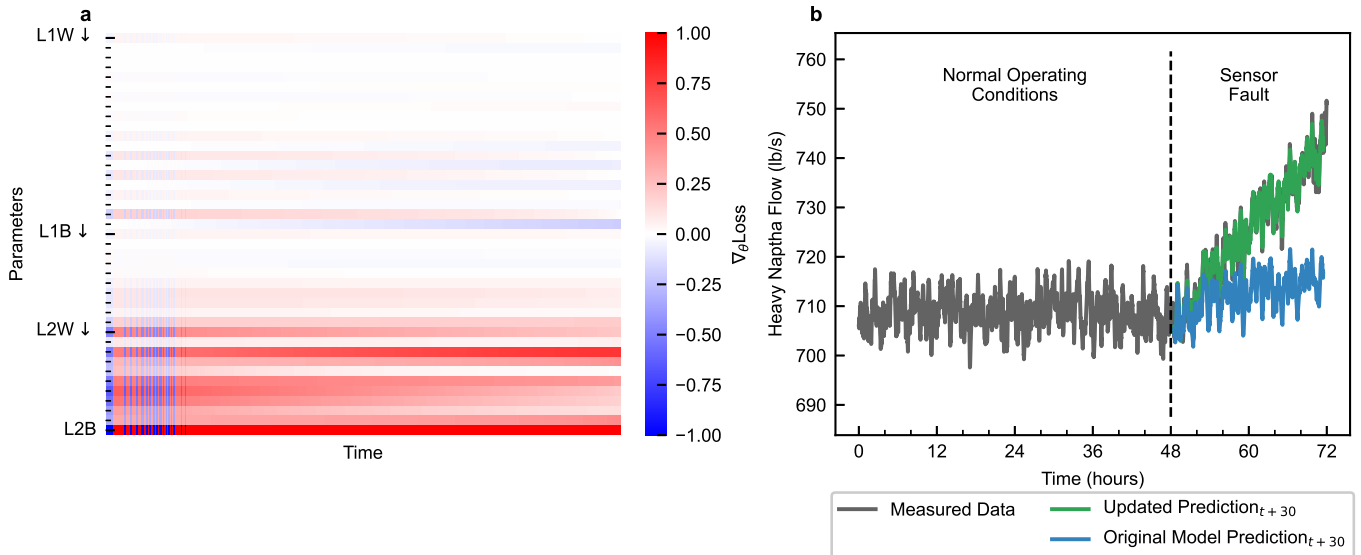 a
L1W ↓
L1B ↓
L2W ↓
L2B
Parameters
Time
1.00
0.75
0.50
0.25
0.00
−0.25
−0.50
−0.75
−1.00
∇θLoss
b
Normal Operating
Conditions
Sensor
Fault
760
750
740
730
720
710
700
690
Heavy Naptha Flow (lb/s)
0 12 24 36 48 60 72
Time (hours)
Measured Data
Updated Prediction t + 30
Original Model Prediction t + 30